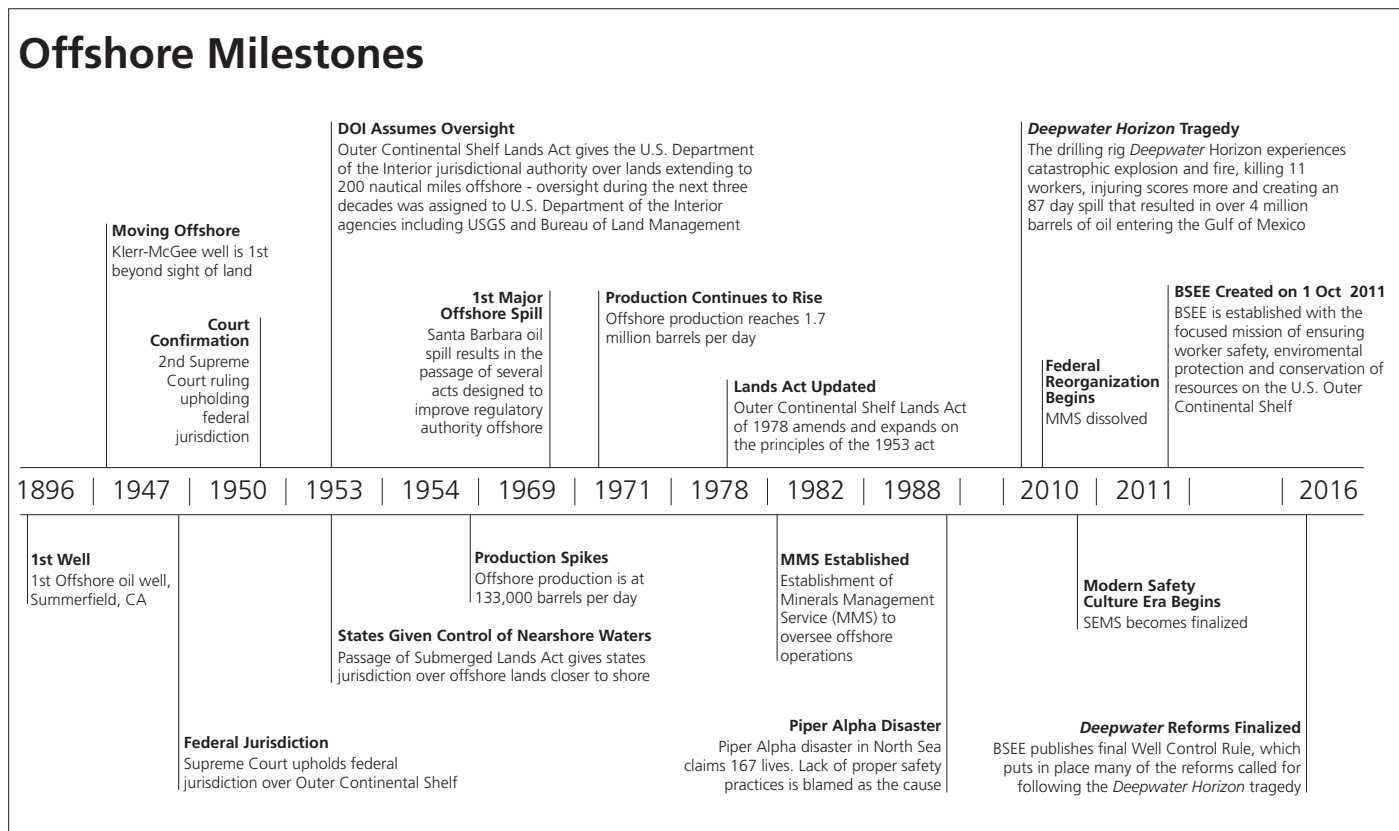 Offshore Milestones
DOI Assumes Oversight
Outer Continental Shelf Lands Act gives the U.S. Department
of the Interior jurisdictional authority over lands extending to
200 nautical miles offshore - oversight during the next three
decades was assigned to U.S. Department of the Interior
agencies including USGS and Bureau of Land Management
Deepwater Horizon Tragedy
The drilling rig Deepwater Horizon experiences
catastrophic explosion and fire, killing 11
workers, injuring scores more and creating an
87 day spill that resulted in over 4 million
barrels of oil entering the Gulf of Mexico
Moving Offshore
Klerr-McGee well is 1st
beyond sight of land
Court
Confirmation
2nd Supreme
Court ruling
upholding
federal
jurisdiction
1st Major
Offshore Spill
Santa Barbara oil
spill results in the
passage of several
acts designed to
improve regulatory
authority offshore
Production Continues to Rise
Offshore production reaches 1.7
million barrels per day
Lands Act Updated
Outer Continental Shelf Lands Act
of 1978 amends and expands on
the principles of the 1953 act
Federal
Reorganization
Begins
MMS dissolved
BSEE Created on 1 Oct 2011
BSEE is established with the
focused mission of ensuring
worker safety, enviromental
protection and conservation of
resources on the U.S. Outer
Continental Shelf
1896 | 1947 | 1950 | 1953 | 1954 | 1969 | 1971 | 1978 | 1982 | 1988 | | 2010 | 2011 | | 2016
1st Well
1st Offshore oil well,
Summerfield, CA
Production Spikes
Offshore production is at
133,000 barrels per day
MMS Established
Establishment of
Minerals Management
Service (MMS) to
oversee offshore
operations
Modern Safety
Culture Era Begins
SEMS becomes finalized
States Given Control of Nearshore Waters
Passage of Submerged Lands Act gives states
jurisdiction over offshore lands closer to shore
Federal Jurisdiction
Supreme Court upholds federal
jurisdiction over Outer Continental Shelf
Piper Alpha Disaster
Piper Alpha disaster in North Sea
claims 167 lives. Lack of proper safety
practices is blamed as the cause
Deepwater Reforms Finalized
BSEE publishes final Well Control Rule, which
puts in place many of the reforms called for
following the Deepwater Horizon tragedy